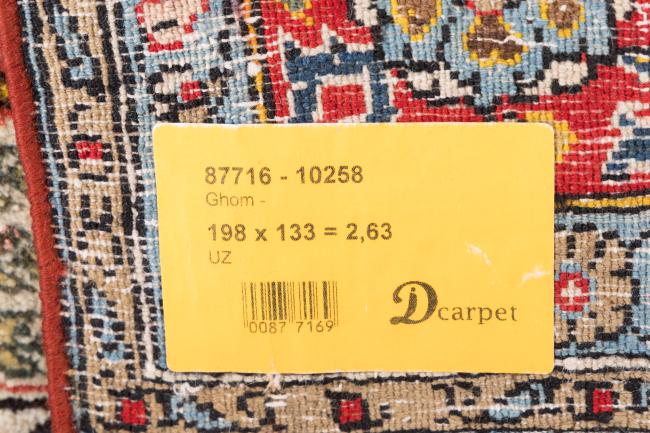 87716 - 10258
Ghom -
198 x 133 = 2,63
UZ
0087 7169
Dcarpet